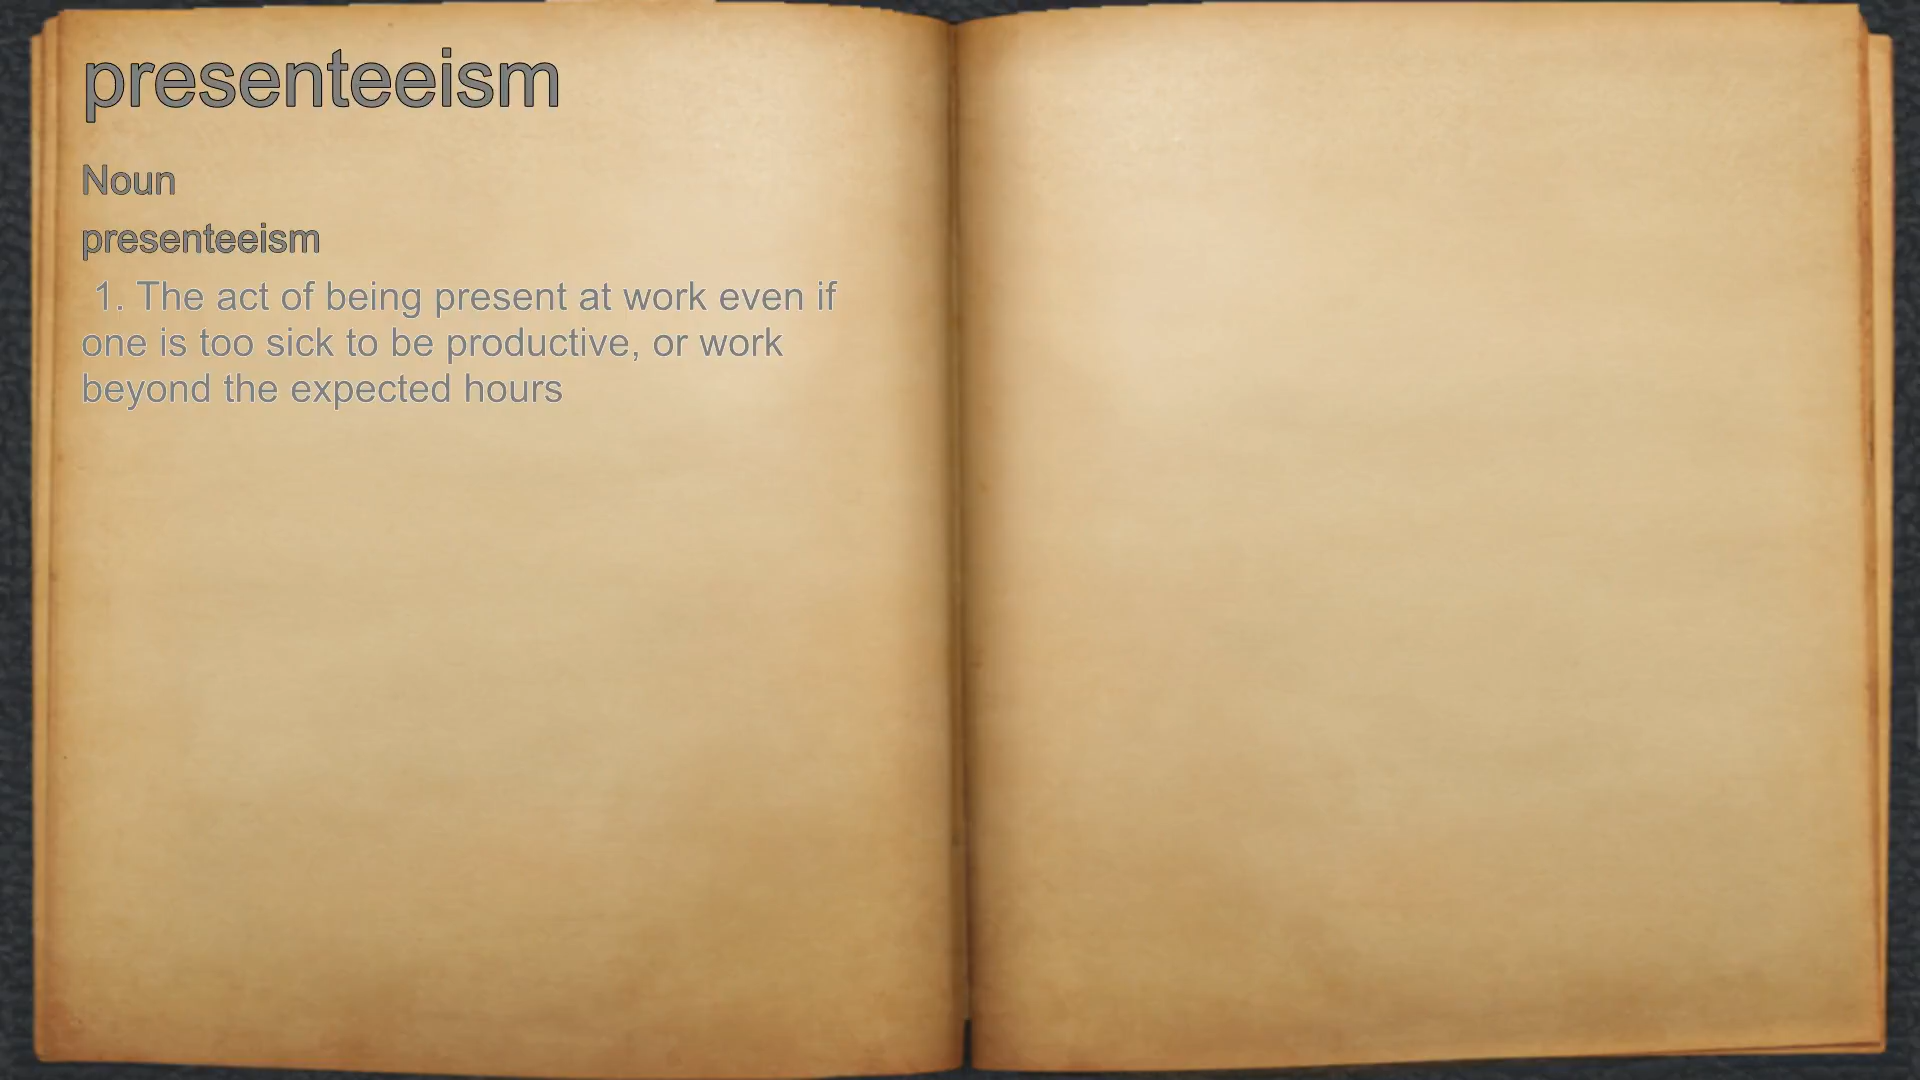 presenteeism
Noun
presenteeism
1. The act of being present at work even if
one is too sick to be productive, or work
beyond the expected hours